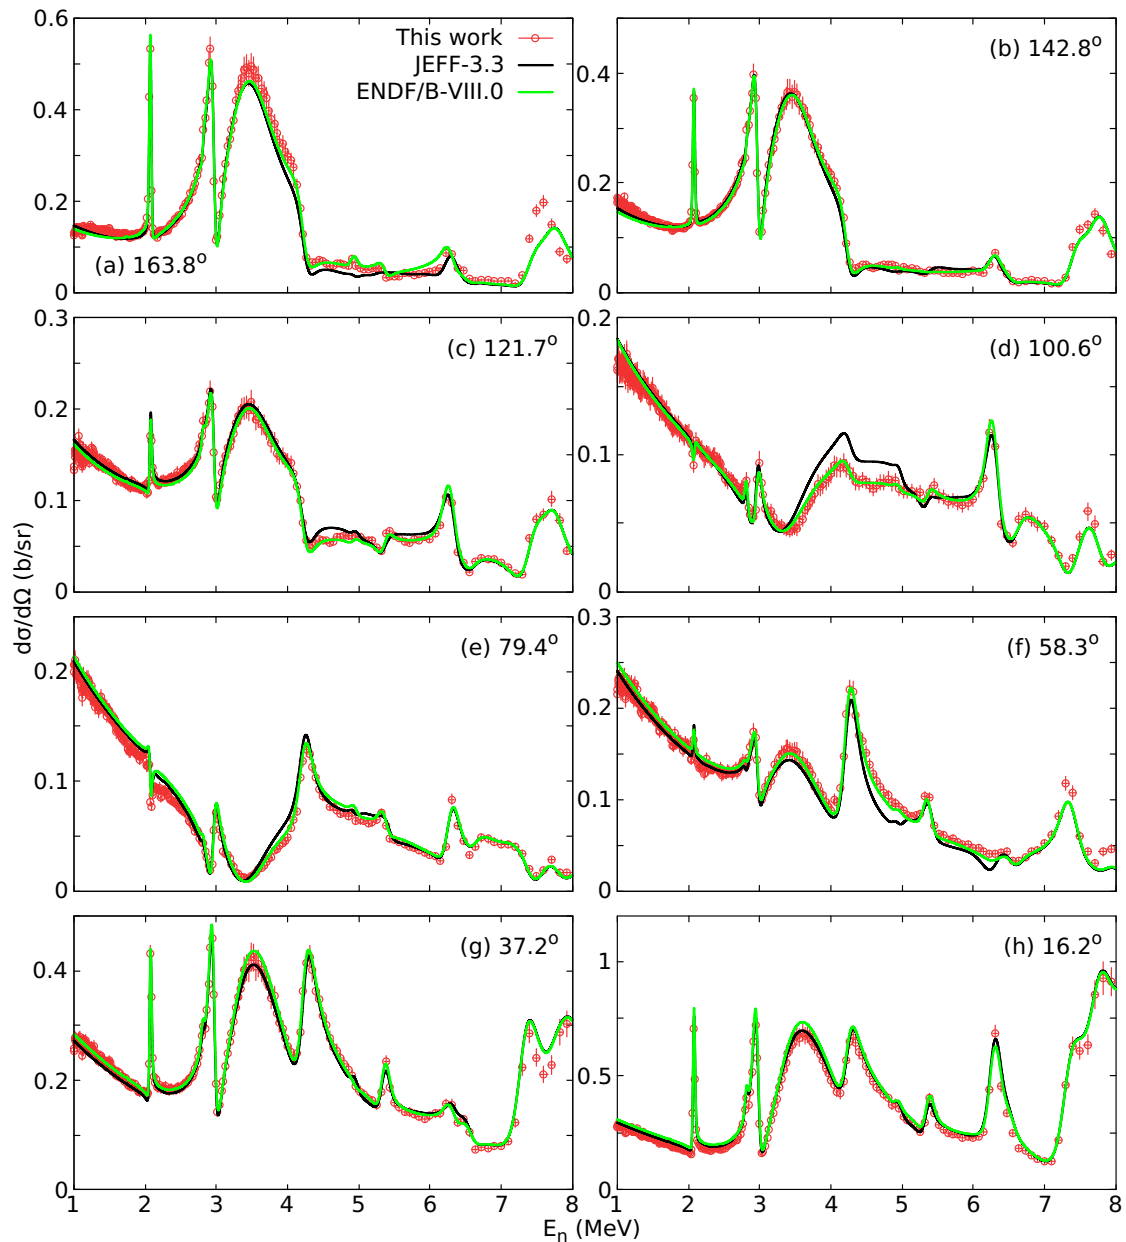 This work
JEFF-3.3
ENDF/B-VIII.0
(a) 163.8°
0.6
0.4
0.2
0
(b) 142.8°
0.4
0.2
0
(c) 121.7°
0.3
0.2
0.1
0
(d) 100.6°
0.2
0.1
0
(e) 79.4°
0.2
0.1
0
(f) 58.3°
0.3
0.2
0.1
0
(g) 37.2°
0.4
0.2
0
1 2 3 4 5 6 7 8
(h) 16.2°
1
0.5
0
1 2 3 4 5 6 7 8
dσ/dΩ (b/sr)
Eₙ (MeV)